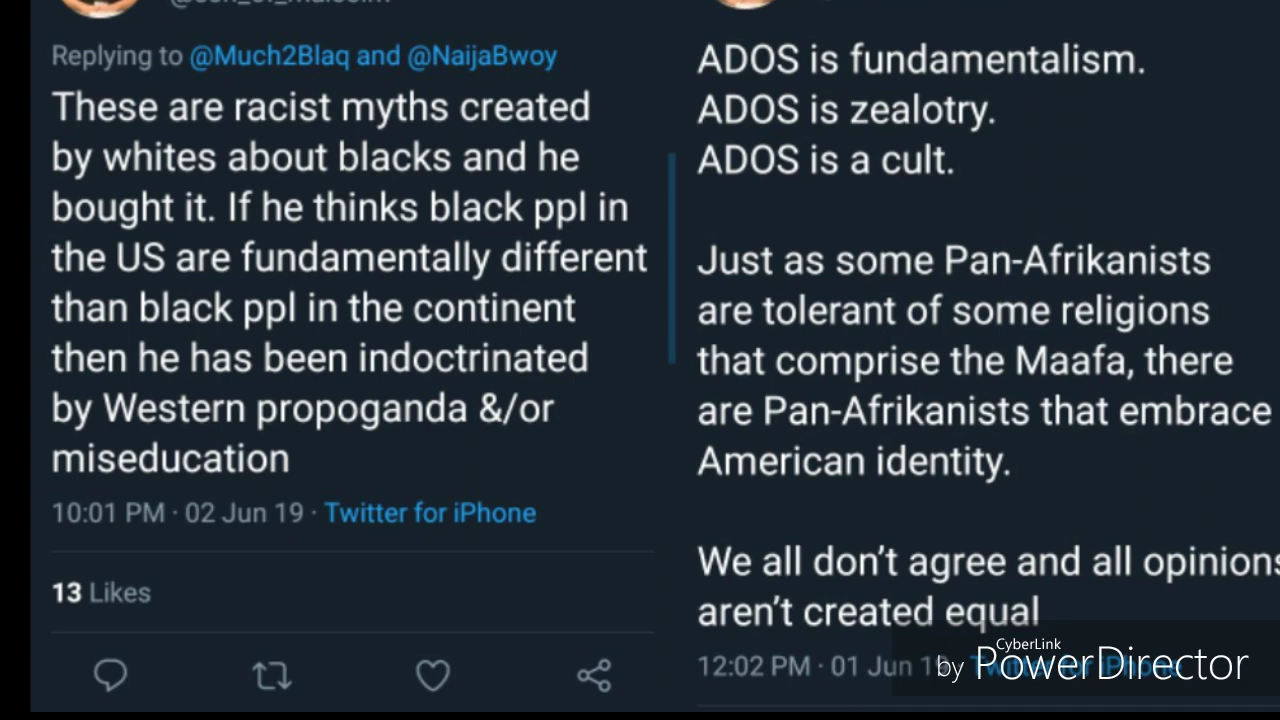 Replying to @Much2Blaq and @NaijaBwoy
These are racist myths created
by whites about blacks and he
bought it. If he thinks black ppl in
the US are fundamentally different
than black ppl in the continent
then he has been indoctrinated
by Western propoganda &/or
miseducation
10:01 PM · 02 Jun 19 · Twitter for iPhone
13 Likes
ADOS is fundamentalism.
ADOS is zealotry.
ADOS is a cult.
Just as some Pan-Afrikanists
are tolerant of some religions
that comprise the Maafa, there
are Pan-Afrikanists that embrace
American identity.
We all don't agree and all opinions
aren't created equal
12:02 PM · 01 Jun 19 · Twitter for iPhone
CyberLink
by PowerDirector